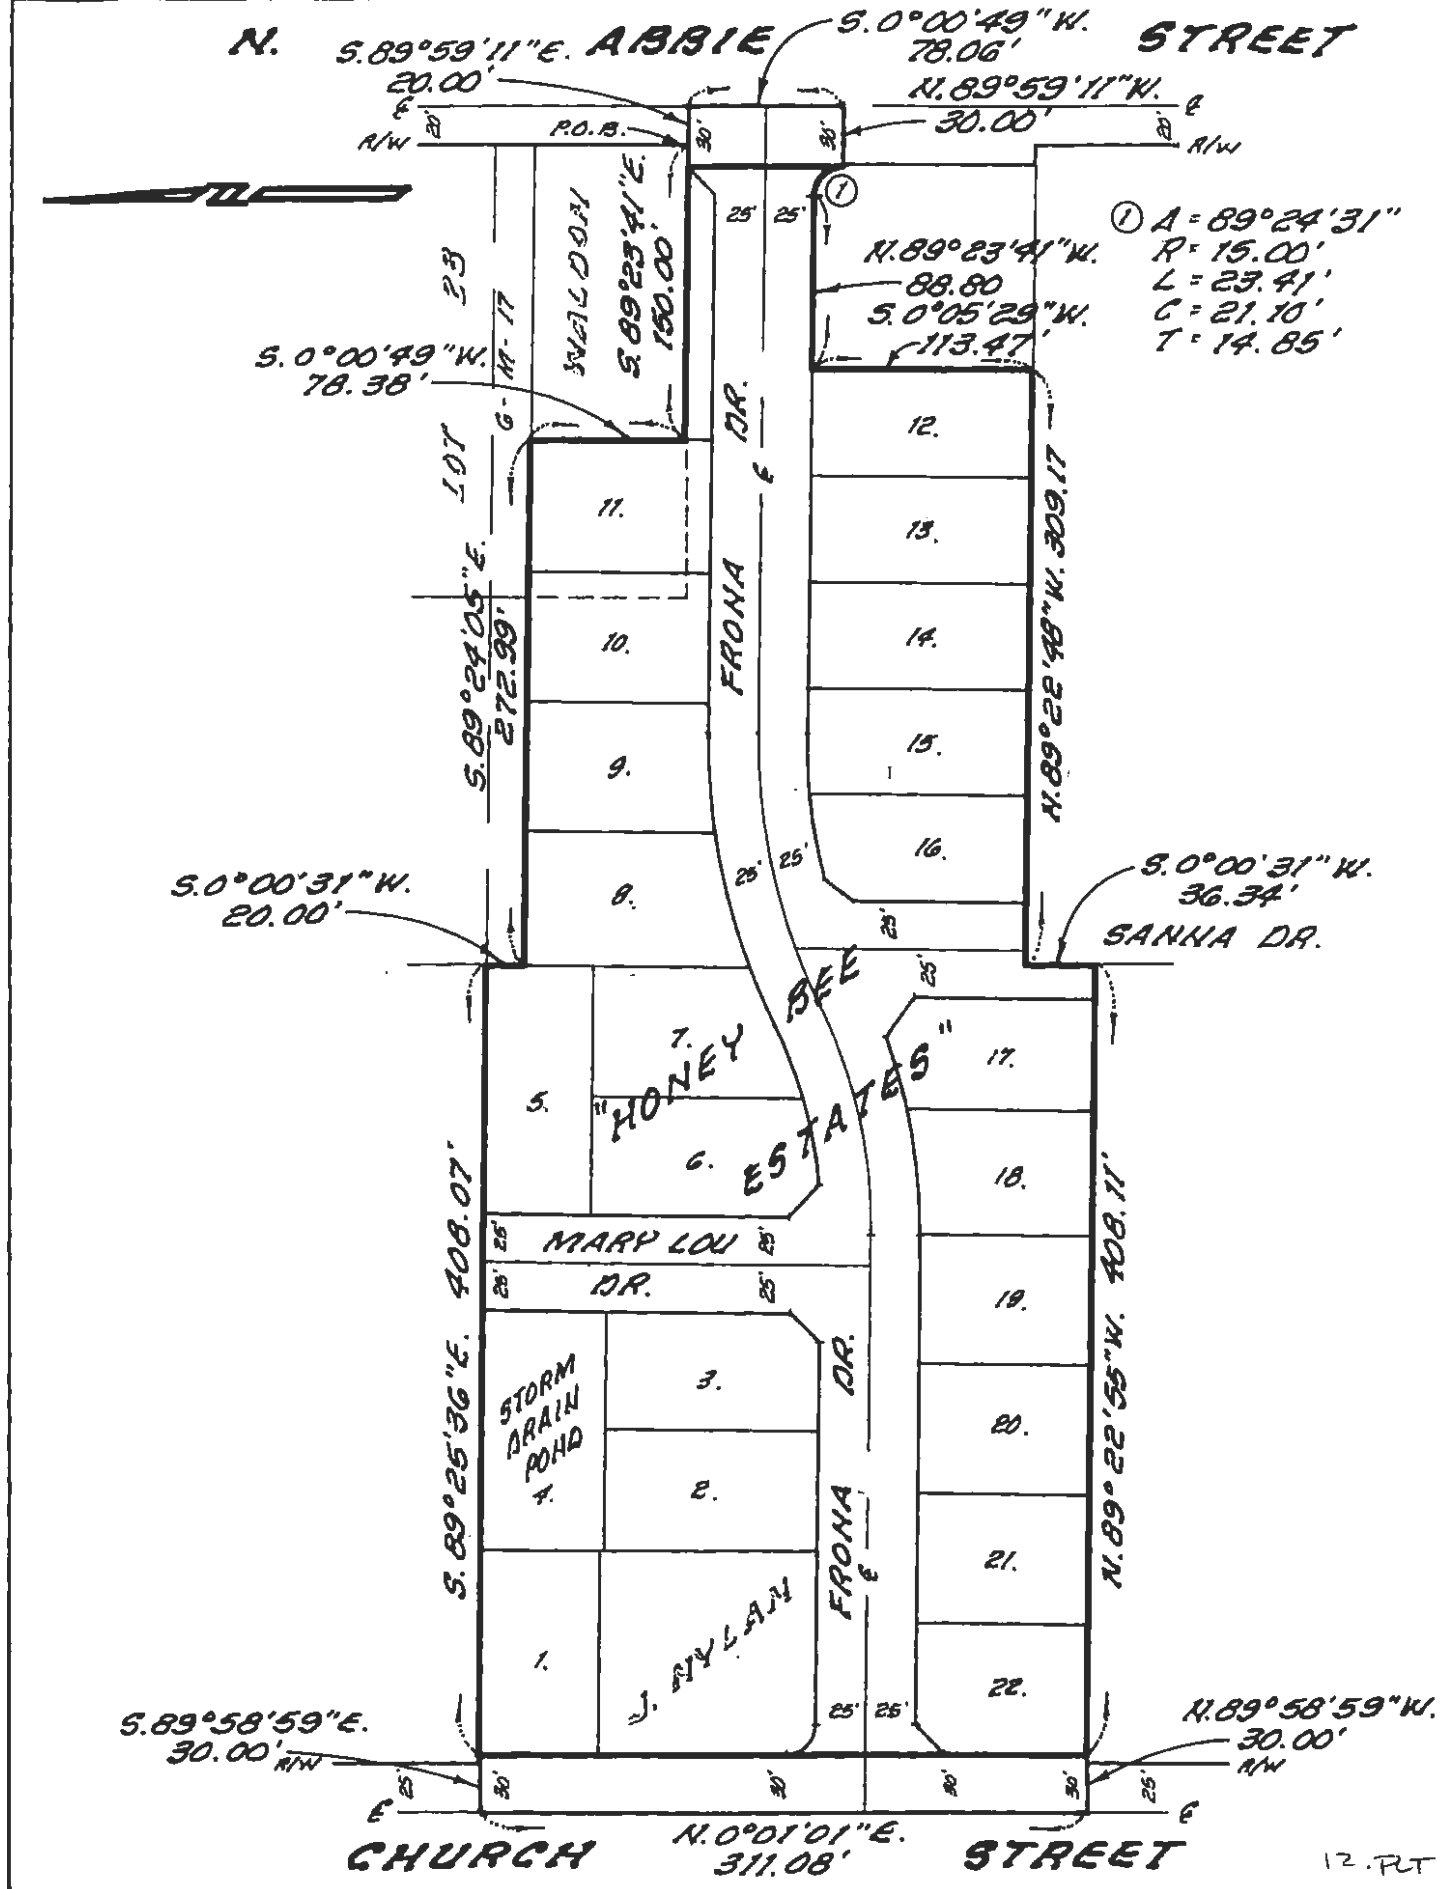 N. ABBIE STREET
S.89°59'11"E.
20.00'
S.0°00'49"W.
78.06'
N.89°59'11"W.
30.00'
℄
20'
R/W
P.O.B.
30'
30'
℄
20'
R/W
25' 25'
①
① Δ = 89°24'31"
R = 15.00'
L = 23.41'
C = 21.10'
T = 14.85'
LOT 23
G-M-17
WALDON
S.89°23'41"E.
150.00'
N.89°23'41"W.
88.80
S.0°05'29"W.
113.47'
S.0°00'49"W.
78.38'
FRONA DR.
℄
12.
11.
13.
14.
10.
15.
9.
16.
8.
S.89°24'05"E.
272.99'
N.89°22'48"W. 309.17
25' 25'
S.0°00'31"W.
20.00'
S.0°00'31"W.
36.34'
SANNA DR.
25'
25'
"HONEY BEE
ESTATES"
7.
17.
5.
6.
18.
S.89°25'36"E. 408.07'
N.89°22'55"W. 408.11'
25'
MARY LOU
25'
25'
DR.
25'
19.
STORM
DRAIN
POND
4.
3.
FRONA DR.
20.
2.
℄
21.
1.
J. NYLAN
22.
25' 25'
S.89°58'59"E.
30.00'
R/W
N.89°58'59"W.
30.00'
R/W
25'
30'
30'
30'
30'
25'
℄
℄
CHURCH STREET
N.0°01'01"E.
311.08'
12.PLT